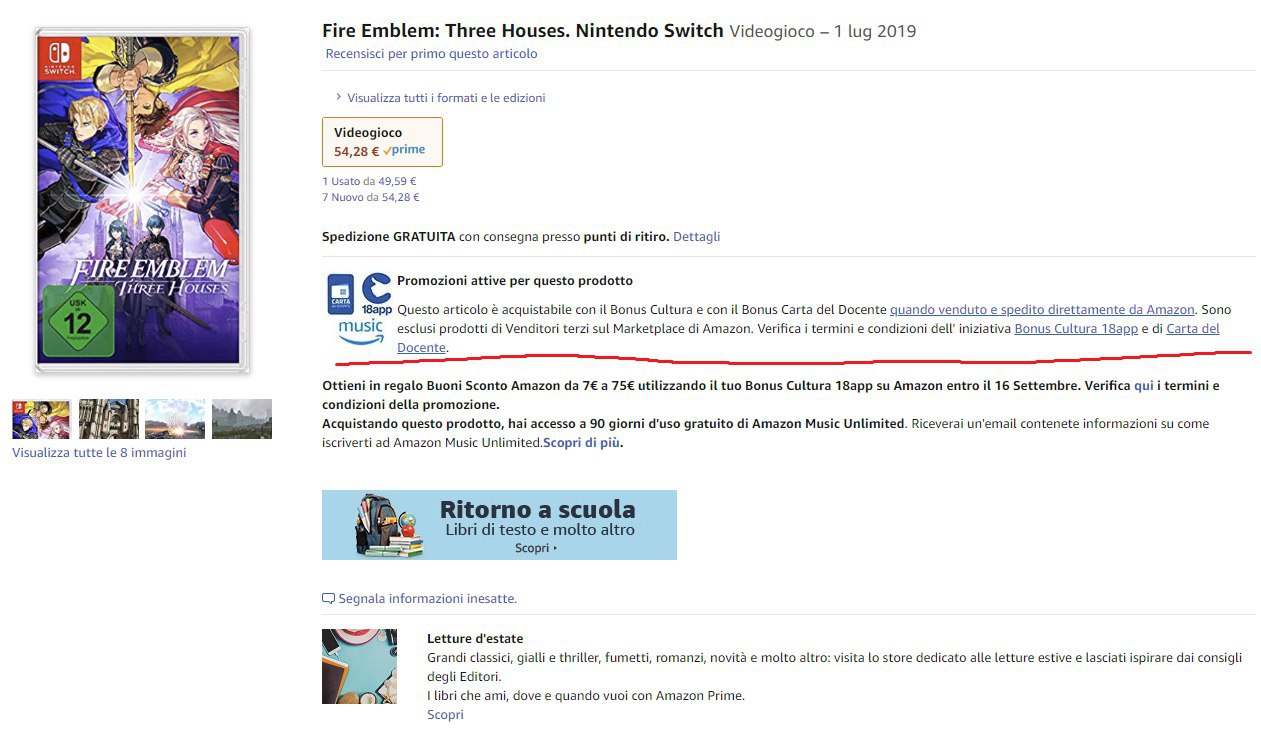 Fire Emblem: Three Houses. Nintendo Switch Videogioco – 1 lug 2019
Recensisci per primo questo articolo
Visualizza tutti i formati e le edizioni
Videogioco
54,28 € prime
1 Usato da 49,59 €
7 Nuovo da 54,28 €
Spedizione GRATUITA con consegna presso punti di ritiro. Dettagli
NINTENDO
SWITCH.
FIRE EMBLEM
THREE HOUSES
USK
12
Visualizza tutte le 8 immagini
CARTA
18app
music
Promozioni attive per questo prodotto
Questo articolo è acquistabile con il Bonus Cultura e con il Bonus Carta del Docente quando venduto e spedito direttamente da Amazon. Sono
esclusi prodotti di Venditori terzi sul Marketplace di Amazon. Verifica i termini e condizioni dell' iniziativa Bonus Cultura 18app e di Carta del
Docente.
Ottieni in regalo Buoni Sconto Amazon da 7€ a 75€ utilizzando il tuo Bonus Cultura 18app su Amazon entro il 16 Settembre. Verifica qui i termini e
condizioni della promozione.
Acquistando questo prodotto, hai accesso a 90 giorni d'uso gratuito di Amazon Music Unlimited. Riceverai un'email contenete informazioni su come
iscriverti ad Amazon Music Unlimited.Scopri di più.
Ritorno a scuola
Libri di testo e molto altro
Scopri
Segnala informazioni inesatte.
Letture d'estate
Grandi classici, gialli e thriller, fumetti, romanzi, novità e molto altro: visita lo store dedicato alle letture estive e lasciati ispirare dai consigli
degli Editori.
I libri che ami, dove e quando vuoi con Amazon Prime.
Scopri